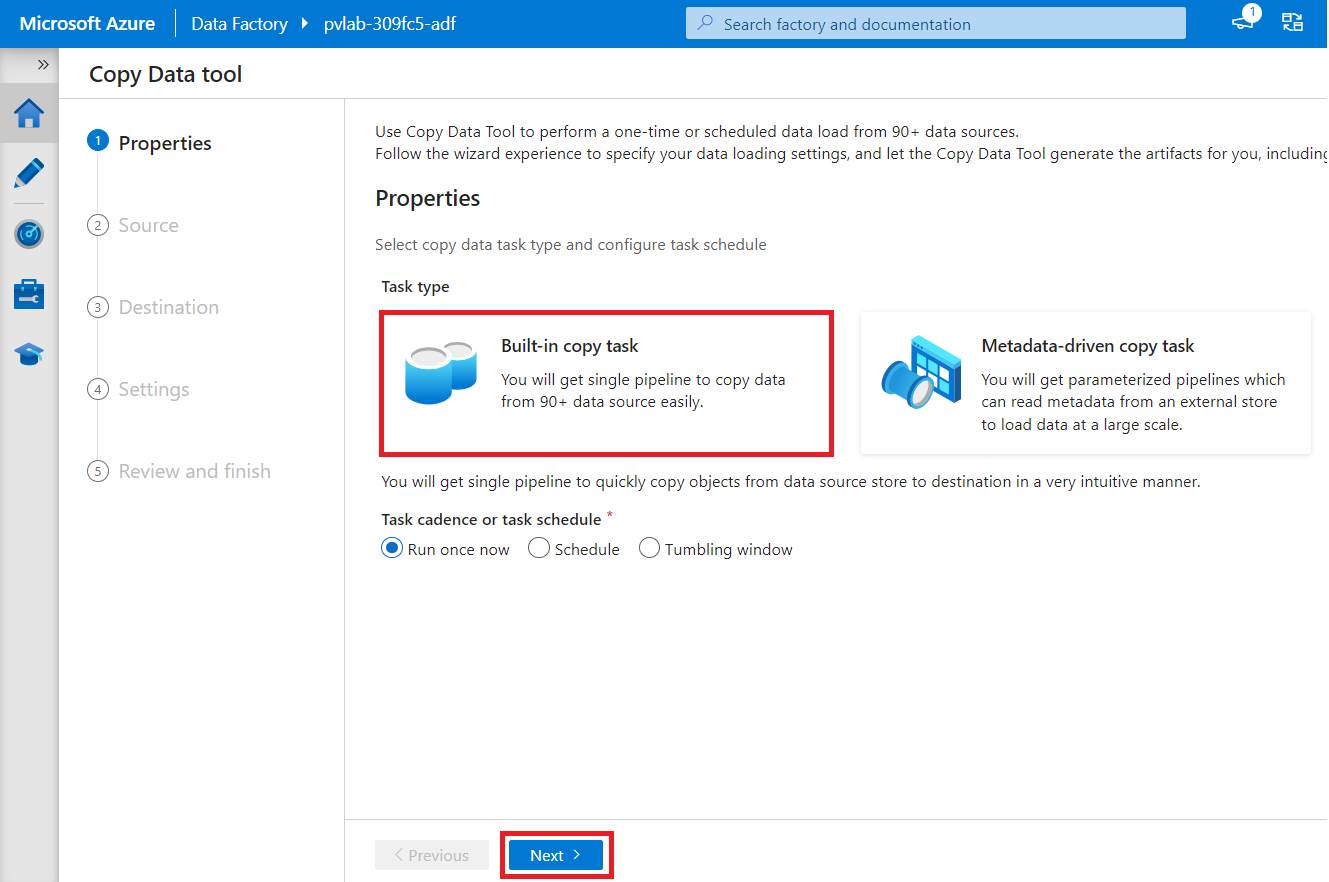 Microsoft Azure
Data Factory
pvlab-309fc5-adf
Search factory and documentation
1
Copy Data tool
1 Properties
2 Source
3 Destination
4 Settings
5 Review and finish
Use Copy Data Tool to perform a one-time or scheduled data load from 90+ data sources.
Follow the wizard experience to specify your data loading settings, and let the Copy Data Tool generate the artifacts for you, including
Properties
Select copy data task type and configure task schedule
Task type
Built-in copy task
You will get single pipeline to copy data
from 90+ data source easily.
Metadata-driven copy task
You will get parameterized pipelines which
can read metadata from an external store
to load data at a large scale.
You will get single pipeline to quickly copy objects from data source store to destination in a very intuitive manner.
Task cadence or task schedule *
Run once now
Schedule
Tumbling window
Previous
Next